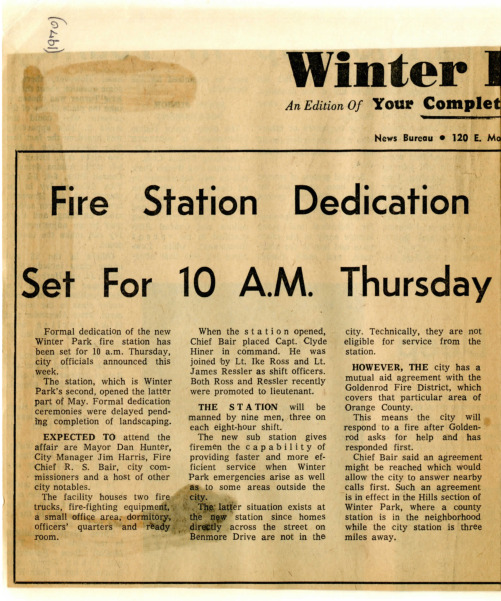 (1970)
Winter
An Edition Of Your Complet
News Bureau • 120 E. Mo
Fire Station Dedication
Set For 10 A.M. Thursday
Formal dedication of the new
Winter Park fire station has
been set for 10 a.m. Thursday,
city officials announced this
week.
The station, which is Winter
Park's second, opened the latter
part of May. Formal dedication
ceremonies were delayed pend-
ing completion of landscaping.
EXPECTED TO attend the
affair are Mayor Dan Hunter,
City Manager Jim Harris, Fire
Chief R. S. Bair, city com-
missioners and a host of other
city notables.
The facility houses two fire
trucks, fire-fighting equipment,
a small office area, dormitory,
officers' quarters and ready
room.
When the station opened,
Chief Bair placed Capt. Clyde
Hiner in command. He was
joined by Lt. Ike Ross and Lt.
James Ressler as shift officers.
Both Ross and Ressler recently
were promoted to lieutenant.
THE STATION will be
manned by nine men, three on
each eight-hour shift.
The new sub station gives
firemen the capability of
providing faster and more ef-
ficient service when Winter
Park emergencies arise as well
as to some areas outside the
city.
The latter situation exists at
the new station since homes
directly across the street on
Benmore Drive are not in the
city. Technically, they are not
eligible for service from the
station.
HOWEVER, THE city has a
mutual aid agreement with the
Goldenrod Fire District, which
covers that particular area of
Orange County.
This means the city will
respond to a fire after Golden-
rod asks for help and has
responded first.
Chief Bair said an agreement
might be reached which would
allow the city to answer nearby
calls first. Such an agreement
is in effect in the Hills section of
Winter Park, where a county
station is in the neighborhood
while the city station is three
miles away.